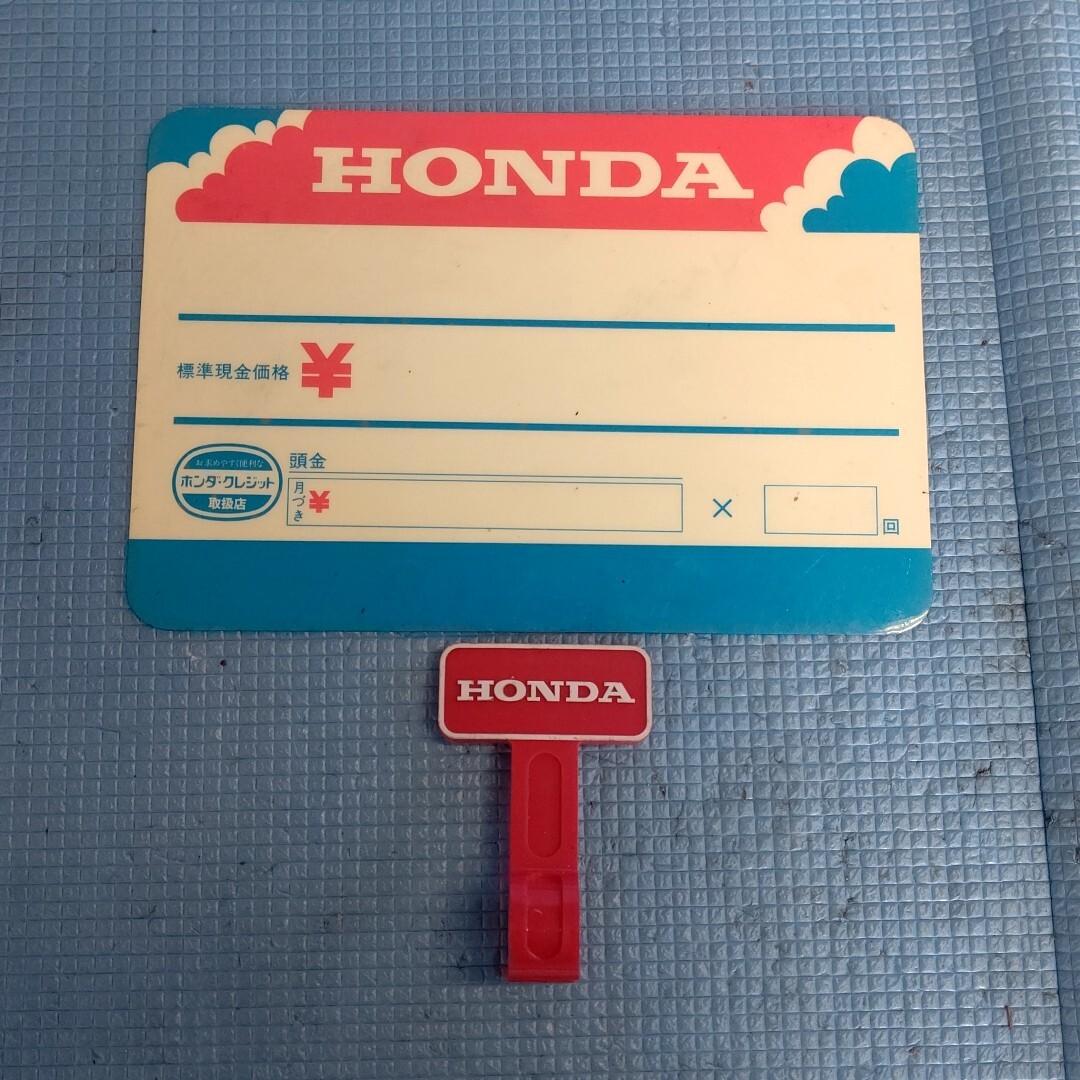 HONDA
標準現金価格 ¥
お求めやすく便利な
ホンダ・クレジット
取扱店
頭金
月づき ¥ × 回
HONDA